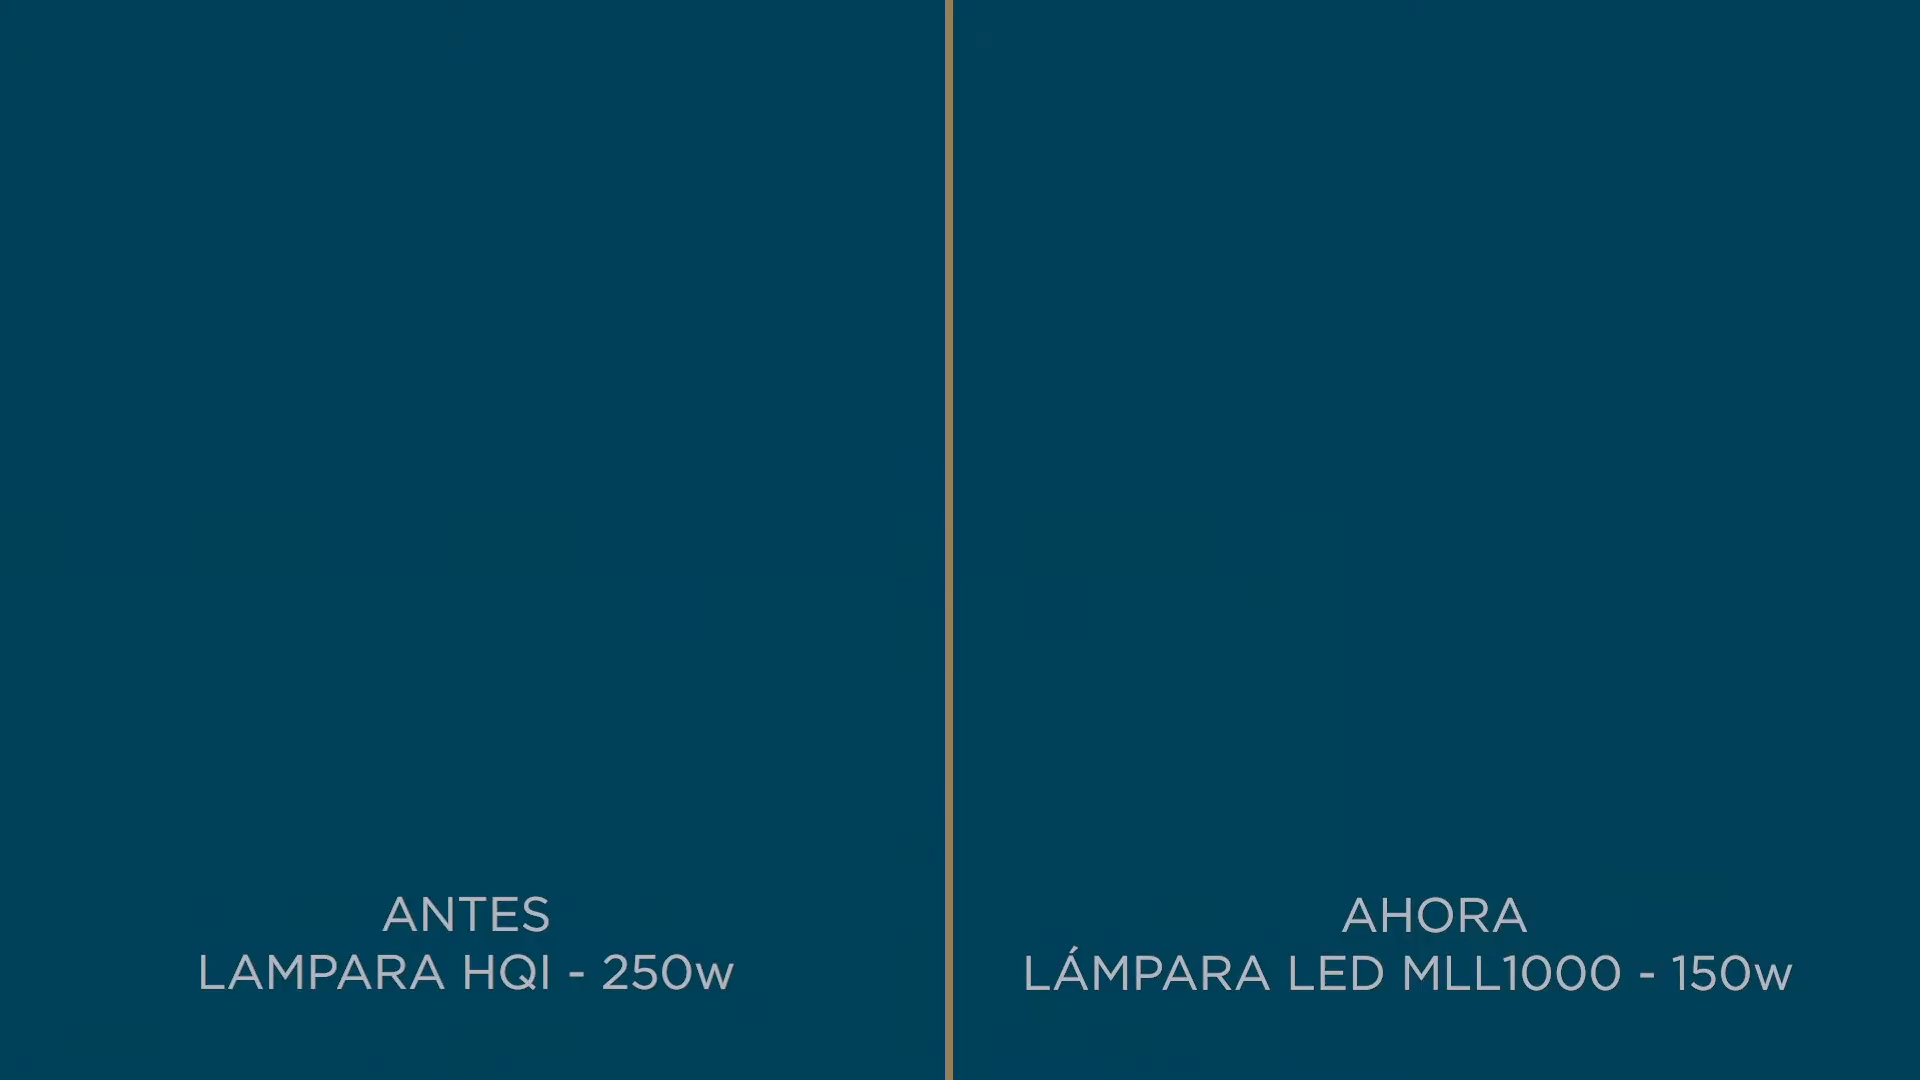 ANTES
LAMPARA HQI - 250w
AHORA
LÁMPARA LED MLL1000 - 150w